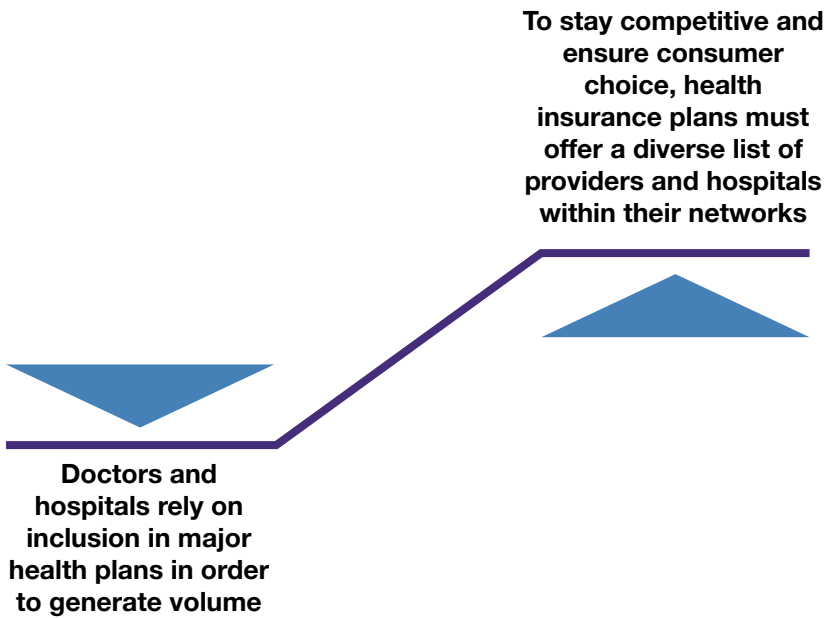 To stay competitive and
ensure consumer
choice, health
insurance plans must
offer a diverse list of
providers and hospitals
within their networks
Doctors and
hospitals rely on
inclusion in major
health plans in order
to generate volume